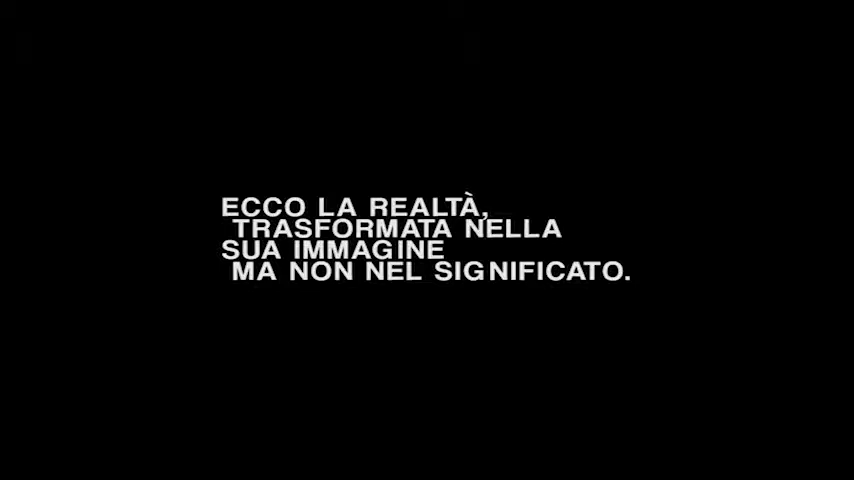 ECCO LA REALTÀ,
TRASFORMATA NELLA
SUA IMMAGINE
MA NON NEL SIGNIFICATO.